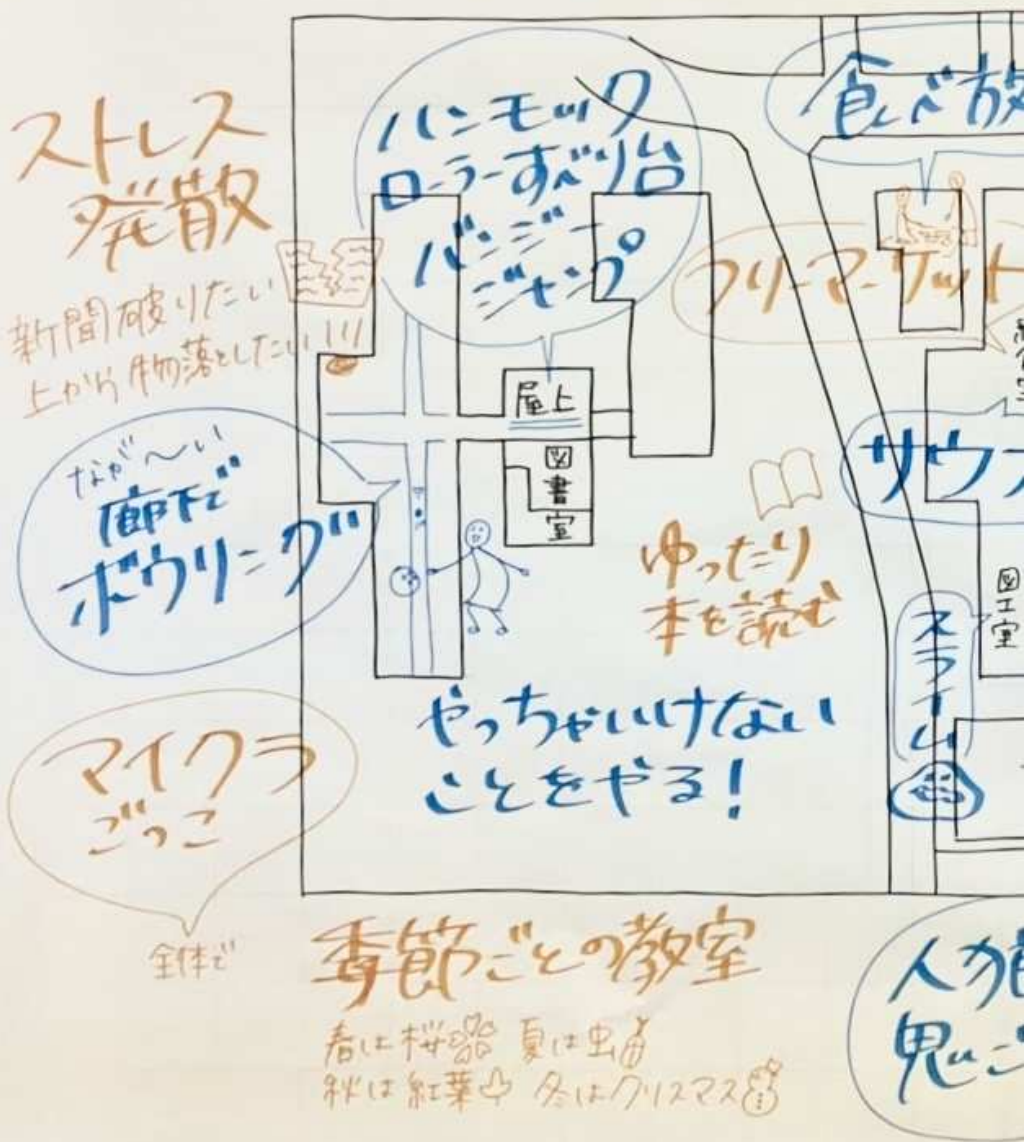 ストレス
発散
新聞破りたい
上から物落としたい!!!
ハンモック
ローラーすべり台
バンジー
ジャンプ
食べ放
フリーマーケット
屋上
図書室
なが〜い
廊下で
ボウリング
サウナ
ゆったり
本を読む
図工室
スライム
やっちゃいけない
ことをやる!
マイクラ
ごっこ
全体で
季節ごとの教室
春は桜 夏は虫
秋は紅葉 冬はクリスマス
人狼
鬼ごっ